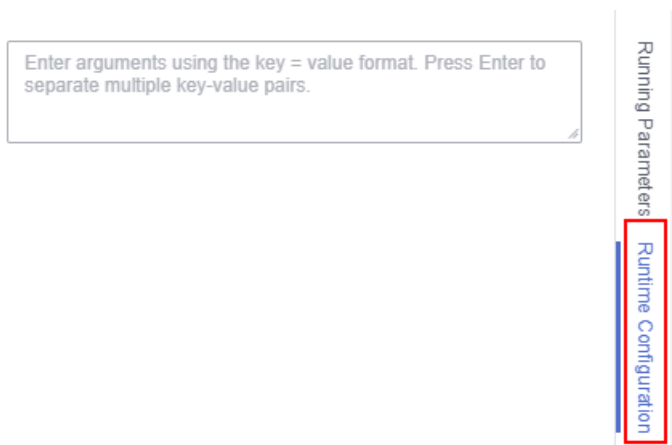 Enter arguments using the key = value format. Press Enter to
separate multiple key-value pairs.
Running Parameters
Runtime Configuration